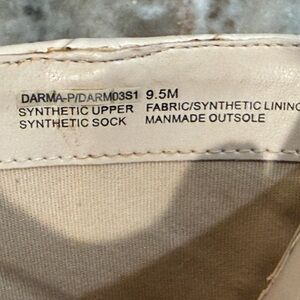 DARMA-P/DARM03S1 9.5M
SYNTHETIC UPPER FABRIC/SYNTHETIC LINING
SYNTHETIC SOCK MANMADE OUTSOLE